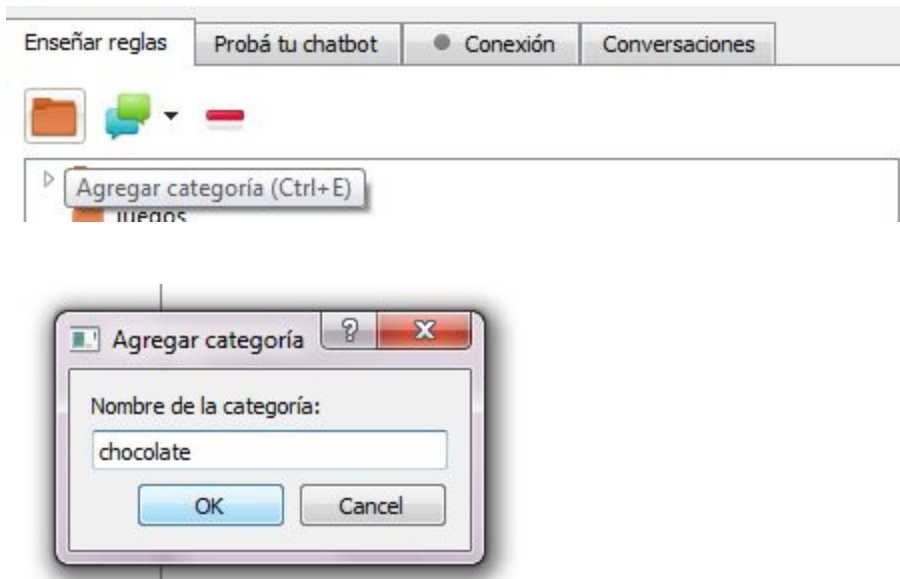 Enseñar reglas
Probá tu chatbot
Conexión
Conversaciones
Agregar categoría (Ctrl+E)
juegos
Agregar categoría
Nombre de la categoría:
chocolate
OK
Cancel